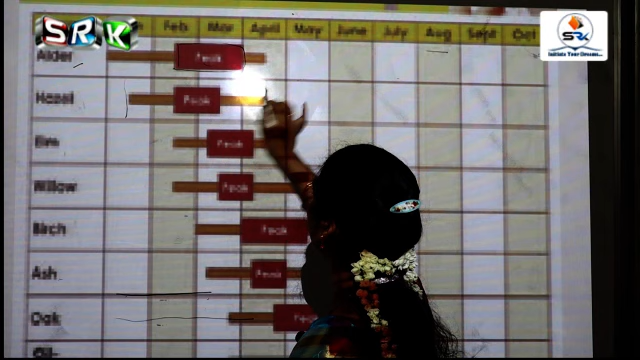 SRK
SRK
Feb Mar April May June July Aug Sept Oct
Alder Peak
Hazel Peak
Elm Peak
Willow Peak
Birch Peak
Ash Peak
Oak